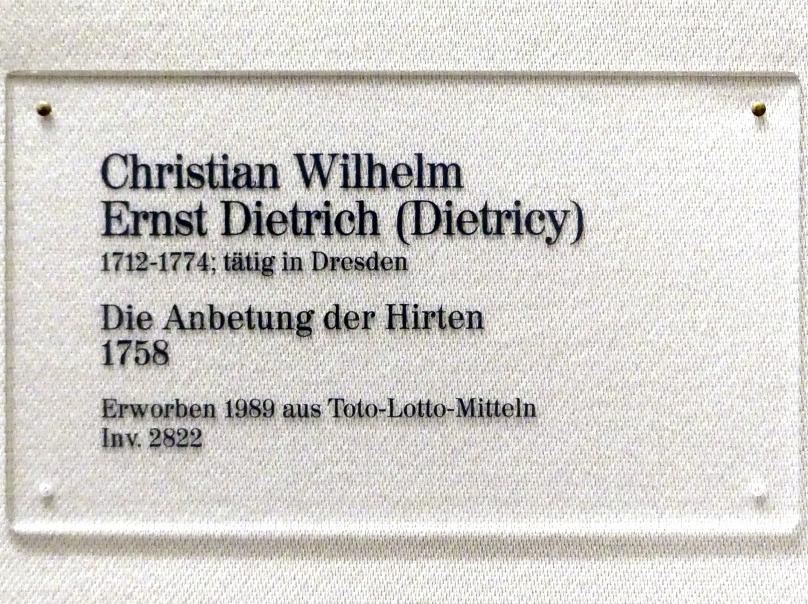 Christian Wilhelm
Ernst Dietrich (Dietricy)
1712-1774; tätig in Dresden
Die Anbetung der Hirten
1758
Erworben 1989 aus Toto-Lotto-Mitteln
Inv. 2822